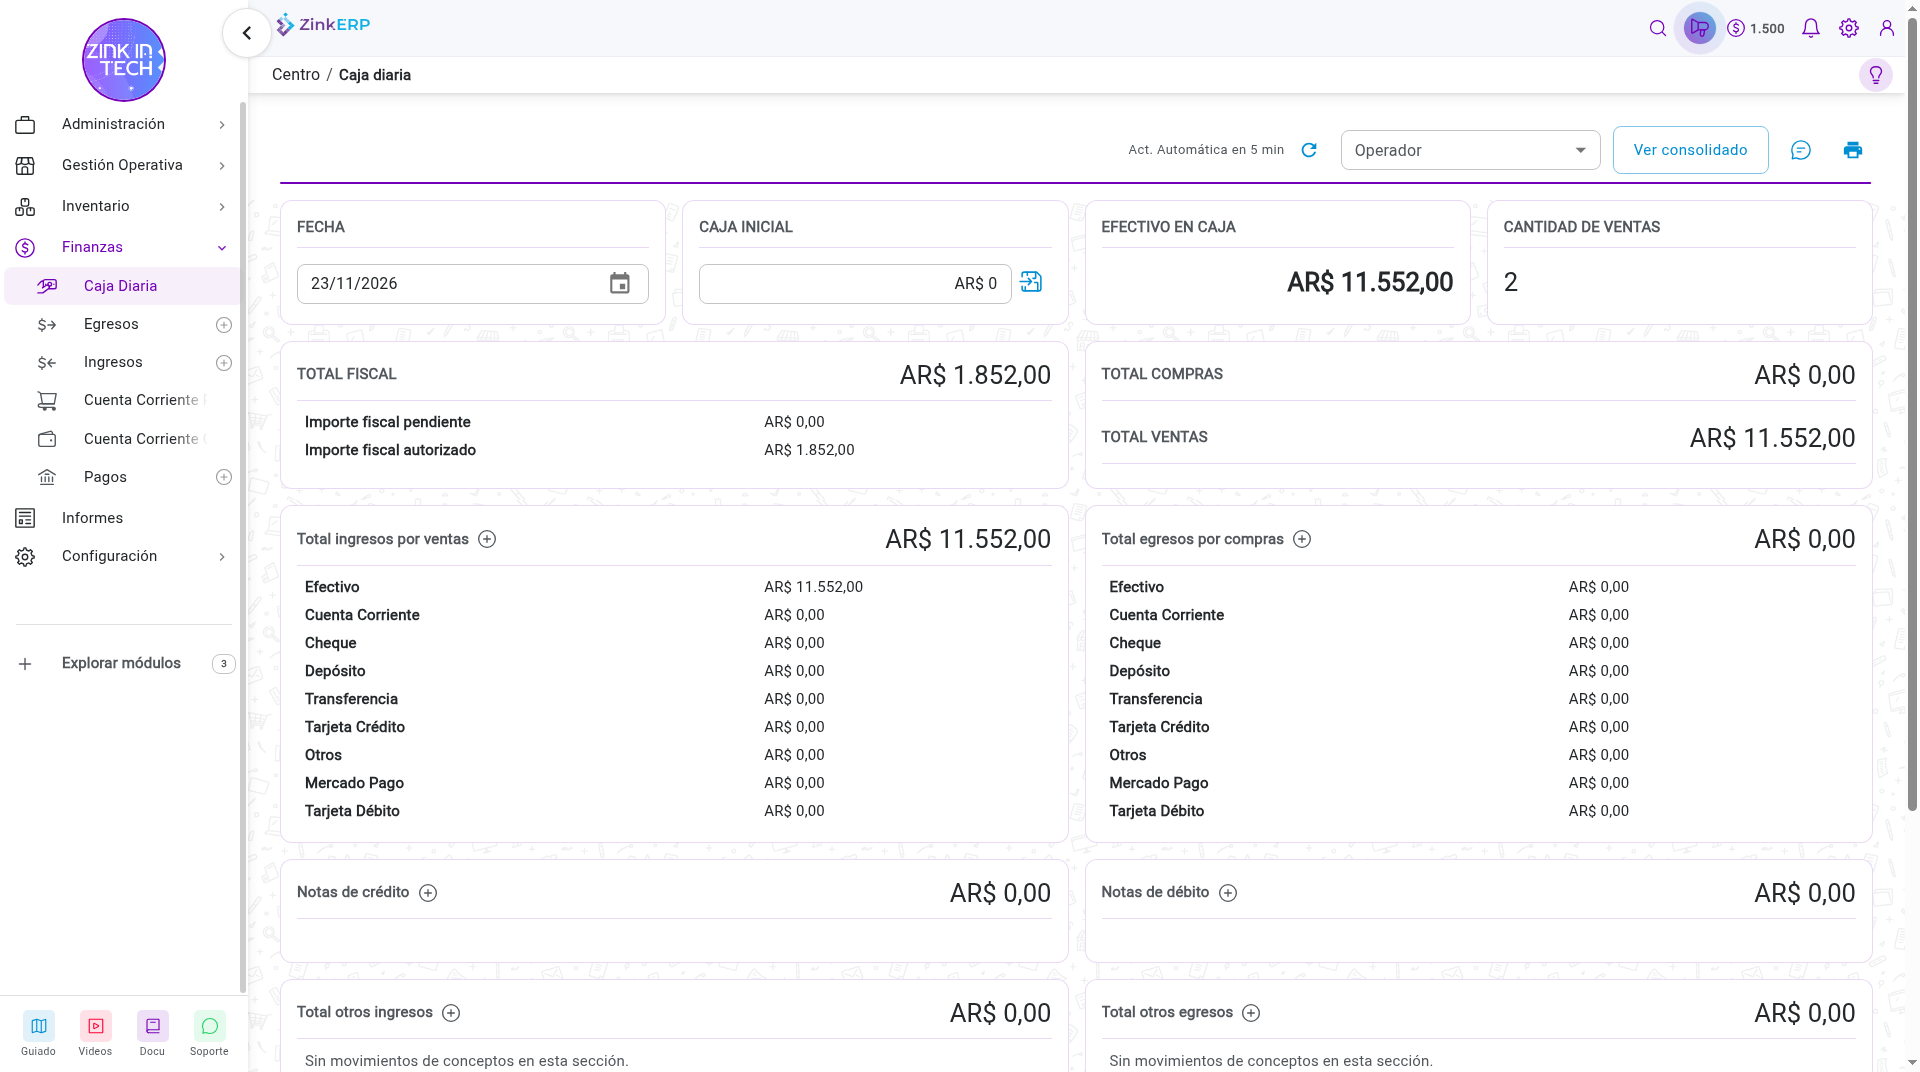 ZINK IN
TECH
ZinkERP
1.500
Centro / Caja diaria
Administración
Gestión Operativa
Inventario
Finanzas
Caja Diaria
Egresos
Ingresos
Cuenta Corriente
Cuenta Corriente
Pagos
Informes
Configuración
Explorar módulos 3
Guiado Videos Docu Soporte
Act. Automática en 5 min Operador Ver consolidado
FECHA
23/11/2026
CAJA INICIAL
ARS$ 0
EFECTIVO EN CAJA
ARS$ 11.552,00
CANTIDAD DE VENTAS
2
TOTAL FISCAL AR$ 1.852,00
Importe fiscal pendiente AR$ 0,00
Importe fiscal autorizado AR$ 1.852,00
TOTAL COMPRAS AR$ 0,00
TOTAL VENTAS AR$ 11.552,00
Total ingresos por ventas AR$ 11.552,00
Efectivo AR$ 11.552,00
Cuenta Corriente AR$ 0,00
Cheque AR$ 0,00
Depósito AR$ 0,00
Transferencia AR$ 0,00
Tarjeta Crédito AR$ 0,00
Otros AR$ 0,00
Mercado Pago AR$ 0,00
Tarjeta Débito AR$ 0,00
Total egresos por compras AR$ 0,00
Efectivo AR$ 0,00
Cuenta Corriente AR$ 0,00
Cheque AR$ 0,00
Depósito AR$ 0,00
Transferencia AR$ 0,00
Tarjeta Crédito AR$ 0,00
Otros AR$ 0,00
Mercado Pago AR$ 0,00
Tarjeta Débito AR$ 0,00
Notas de crédito AR$ 0,00
Notas de débito AR$ 0,00
Total otros ingresos AR$ 0,00
Sin movimientos de conceptos en esta sección.
Total otros egresos AR$ 0,00
Sin movimientos de conceptos en esta sección.